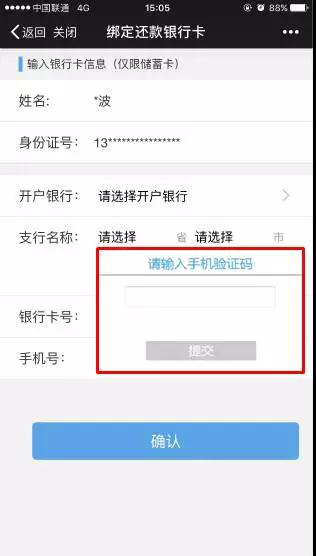 中国联通 4G 15:05 88%
返回 关闭 绑定还款银行卡
输入银行卡信息（仅限储蓄卡）
姓名： *波
身份证号： 13****************
开户银行： 请选择开户银行
支行名称： 请选择 省 请选择 市
请输入手机验证码
提交
银行卡号：
手机号：
确认